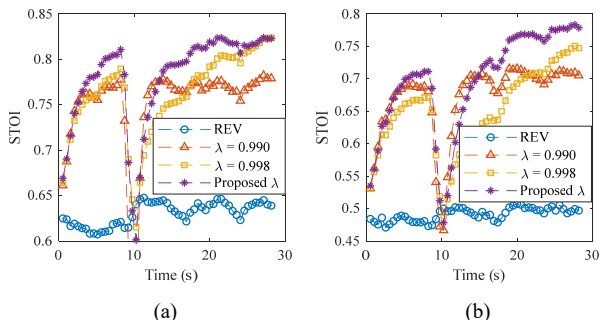 0.85
0.8
0.75
0.7
0.65
0.6
STOI
REV
λ = 0.990
λ = 0.998
Proposed λ
0 10 20 30
Time (s)
(a)
0.8
0.75
0.7
0.65
0.6
0.55
0.5
0.45
STOI
REV
λ = 0.990
λ = 0.998
Proposed λ
0 10 20 30
Time (s)
(b)